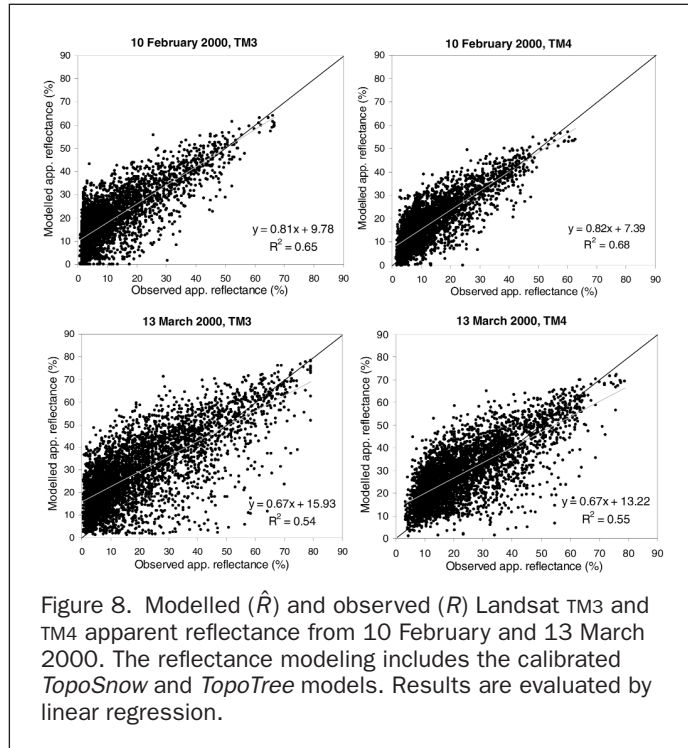 10 February 2000, TM3
90
80
70
60
50
40
30
20
10
0
Modelled app. reflectance (%)
y = 0.81x + 9.78
R² = 0.65
0 10 20 30 40 50 60 70 80 90
Observed app. reflectance (%)
10 February 2000, TM4
90
80
70
60
50
40
30
20
10
0
Modelled app. reflectance (%)
y = 0.82x + 7.39
R² = 0.68
0 10 20 30 40 50 60 70 80 90
Observed app. reflectance (%)
13 March 2000, TM3
90
80
70
60
50
40
30
20
10
0
Modelled app. reflectance (%)
y = 0.67x + 15.93
R² = 0.54
0 10 20 30 40 50 60 70 80 90
Observed app. reflectance (%)
13 March 2000, TM4
90
80
70
60
50
40
30
20
10
0
Modelled app. reflectance (%)
y = 0.67x + 13.22
R² = 0.55
0 10 20 30 40 50 60 70 80 90
Observed app. reflectance (%)
Figure 8. Modelled (R̂) and observed (R) Landsat TM3 and
TM4 apparent reflectance from 10 February and 13 March
2000. The reflectance modeling includes the calibrated
TopoSnow and TopoTree models. Results are evaluated by
linear regression.